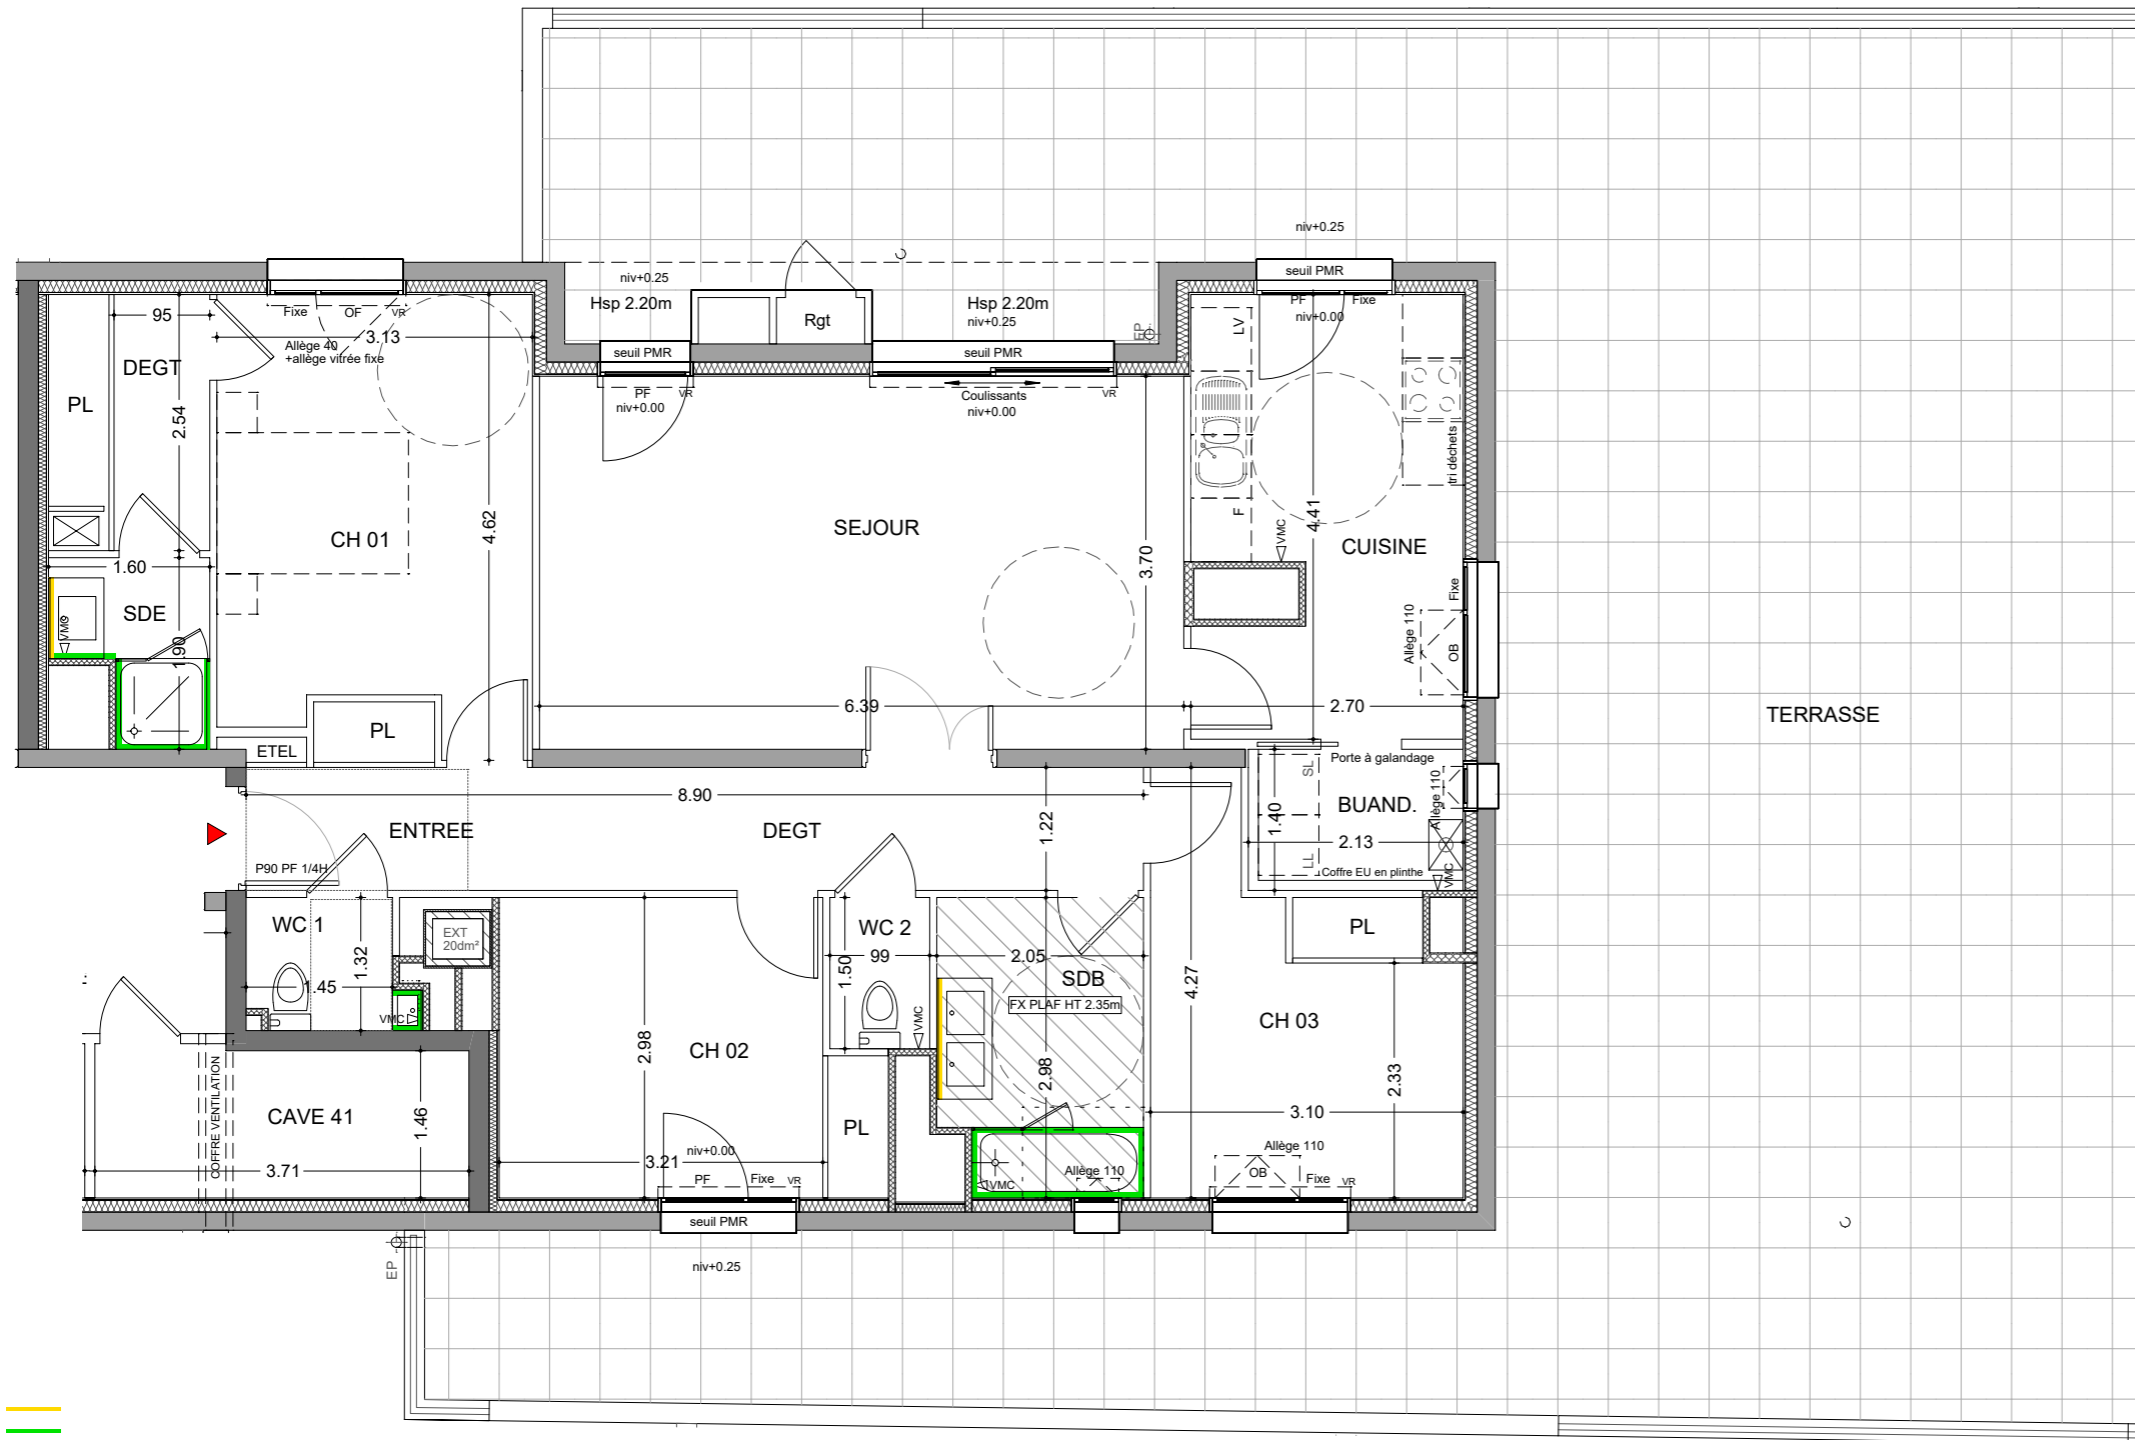 niv+0.25
seuil PMR
niv+0.25
Hsp 2.20m
Hsp 2.20m
niv+0.25
Rgt
EP
PF
Fixe
niv+0.00
LV
Fixe
OF
VR
95
3.13
Allège 40
+allège vitrée fixe
DEGT
PL
2.54
seuil PMR
seuil PMR
PF
VR
niv+0.00
Coulissants
VR
niv+0.00
tri déchets
F
VMC
4.41
CH 01
4.62
SEJOUR
3.70
CUISINE
1.60
SDE
VMC
1.90
Fixe
Allège 110
OB
6.39
2.70
TERRASSE
PL
ETEL
Porte à galandage
SL
8.90
BUAND.
Allège 110
1.40
ENTREE
DEGT
1.22
2.13
LL
P90 PF 1/4H
Coffre EU en plinthe
VMC
WC 1
1.32
1.45
VMC
EXT
20dm²
WC 2
99
1.50
VMC
2.05
SDB
FX PLAF HT 2.35m
2.98
4.27
PL
CH 03
2.98
CH 02
2.33
3.10
CAVE 41
COFFRE VENTILATION
1.46
3.71
PL
niv+0.00
3.21
PF
Fixe
VR
Allège 110
VMC
Allège 110
OB
Fixe
VR
seuil PMR
niv+0.25
EP